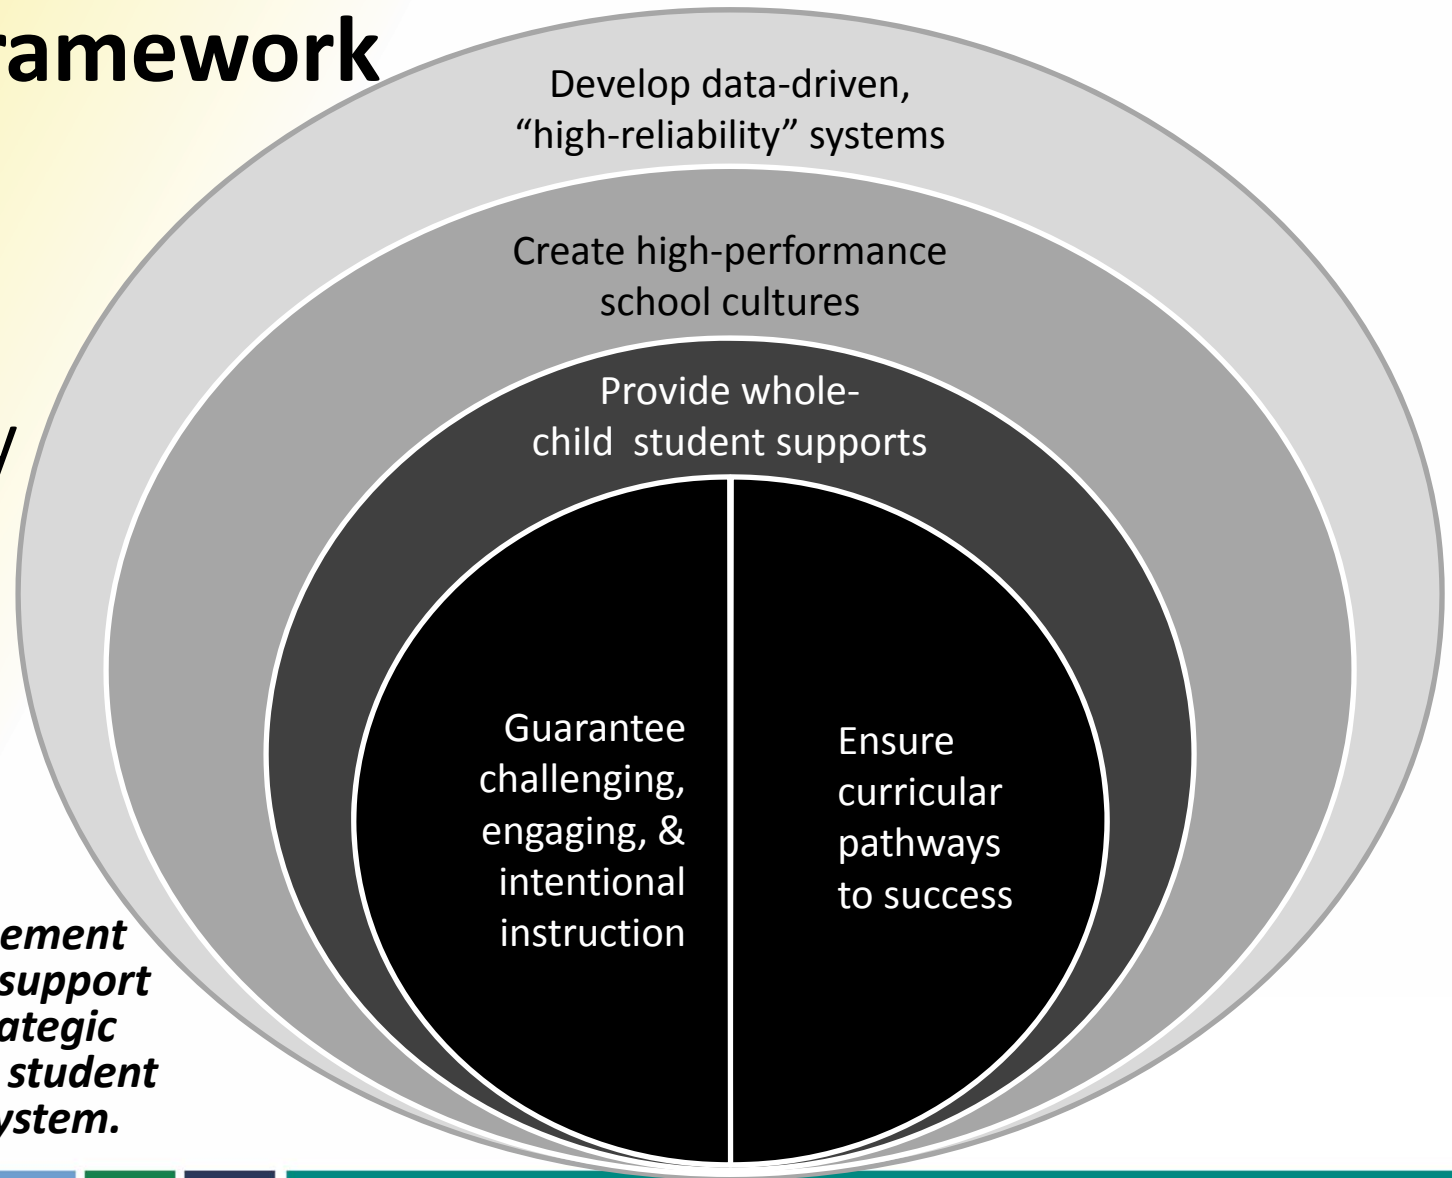 ramework
Develop data-driven,
“high-reliability” systems
Create high-performance
school cultures
Provide whole-
child  student supports
Guarantee
challenging,
engaging, &
intentional
instruction
Ensure
curricular
pathways
to success
ement
support
ategic
student
ystem.